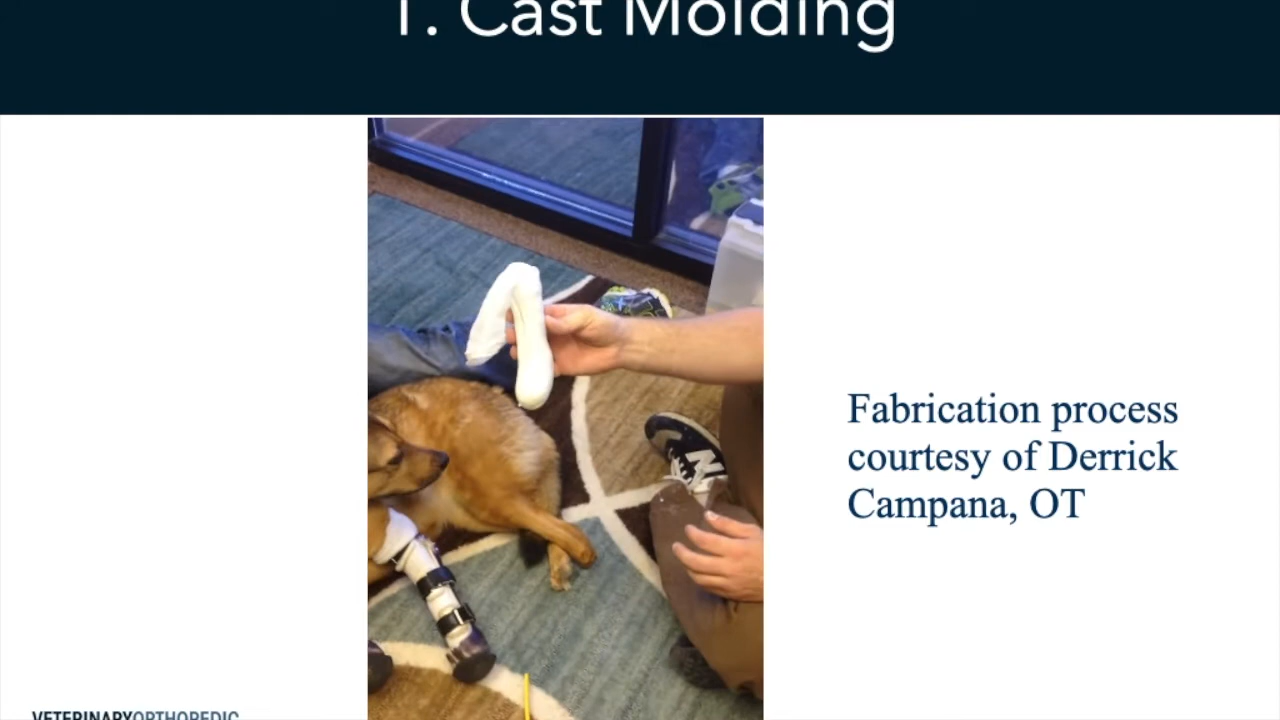 1. Cast Molding
Fabrication process
courtesy of Derrick
Campana, OT
N
VETERINARYORTHOPEDIC